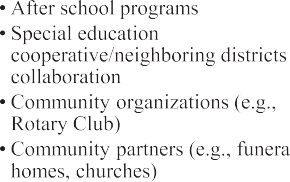 • After school programs
• Special education
cooperative/neighboring districts
collaboration
• Community organizations (e.g.,
Rotary Club)
• Community partners (e.g., funera
homes, churches)